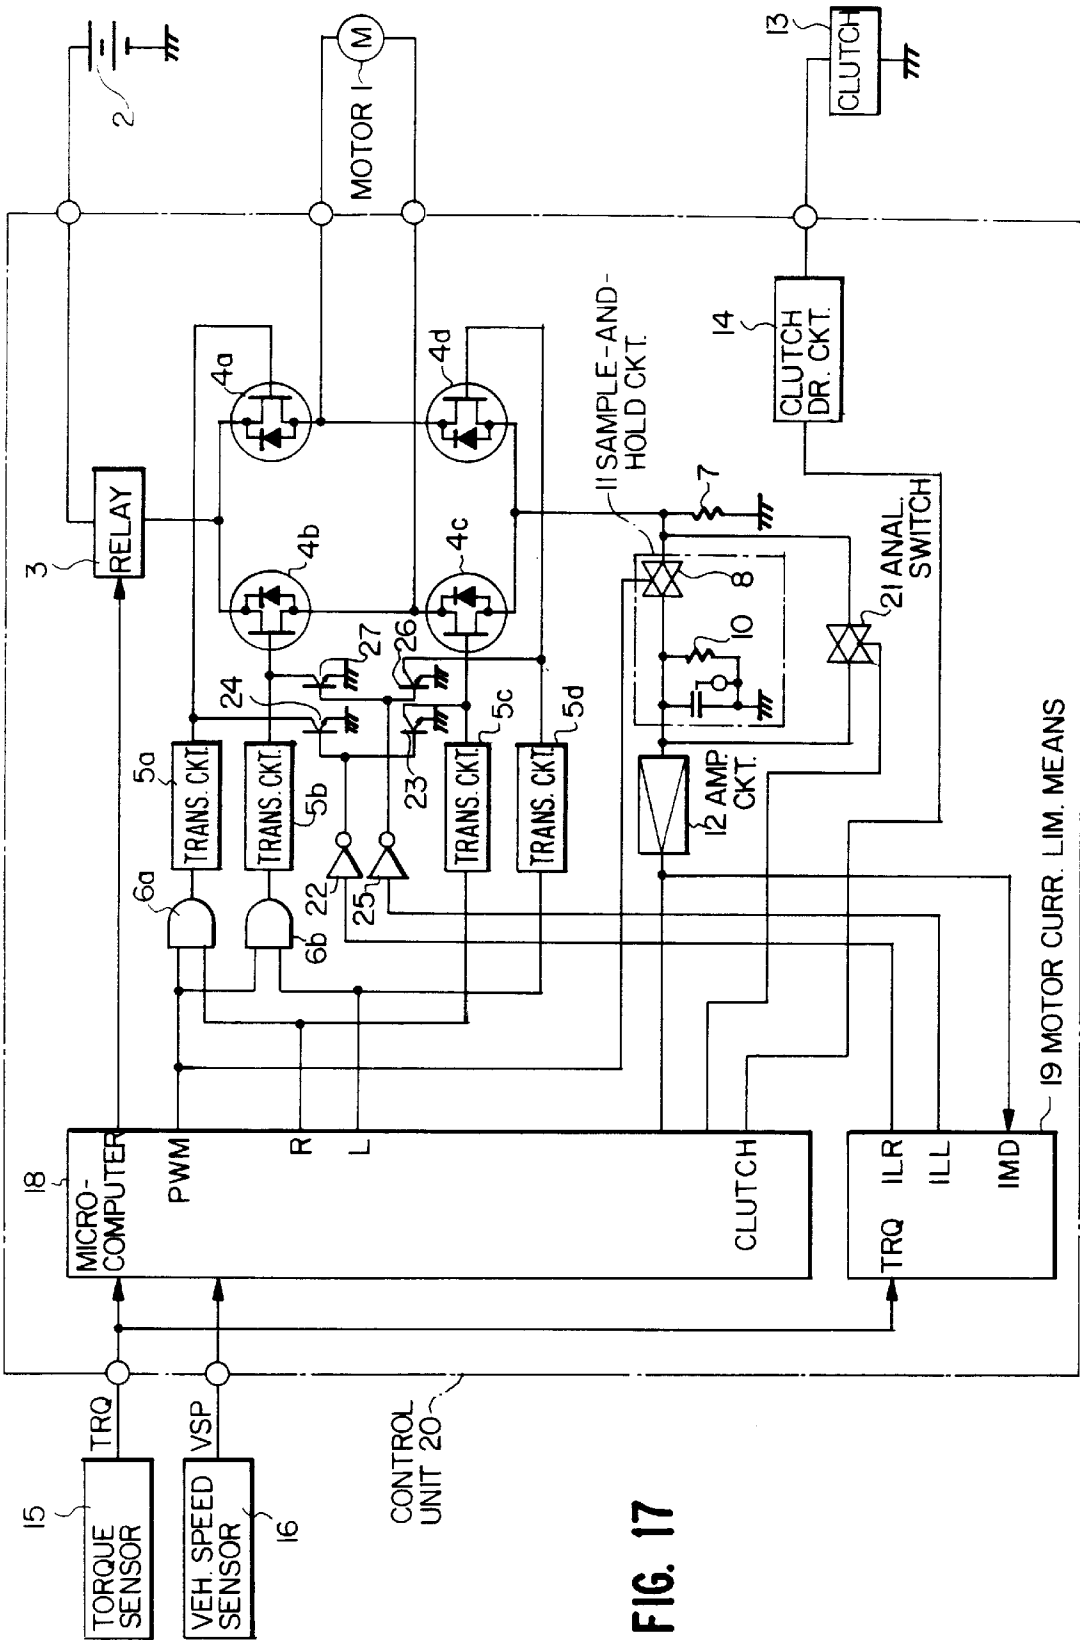 15
TORQUE
SENSOR
TRQ
VEH. SPEED
SENSOR
16
VSP
CONTROL
UNIT 20
18
MICRO-
COMPUTER
PWM
R
L
CLUTCH
TRQ
ILR
ILL
IMD
19 MOTOR CURR. LIM. MEANS
6a
6b
5a
TRANS. CKT.
TRANS. CKT.
5b
22
25
24
27
23
26
TRANS. CKT.
5c
TRANS. CKT.
5d
3
RELAY
4a
4b
4c
4d
2
MOTOR 1
M
11 SAMPLE-AND-
HOLD CKT.
7
8
10
12 AMP.
CKT.
21 ANAL.
SWITCH
14
CLUTCH
DR. CKT.
13
CLUTCH
FIG. 17